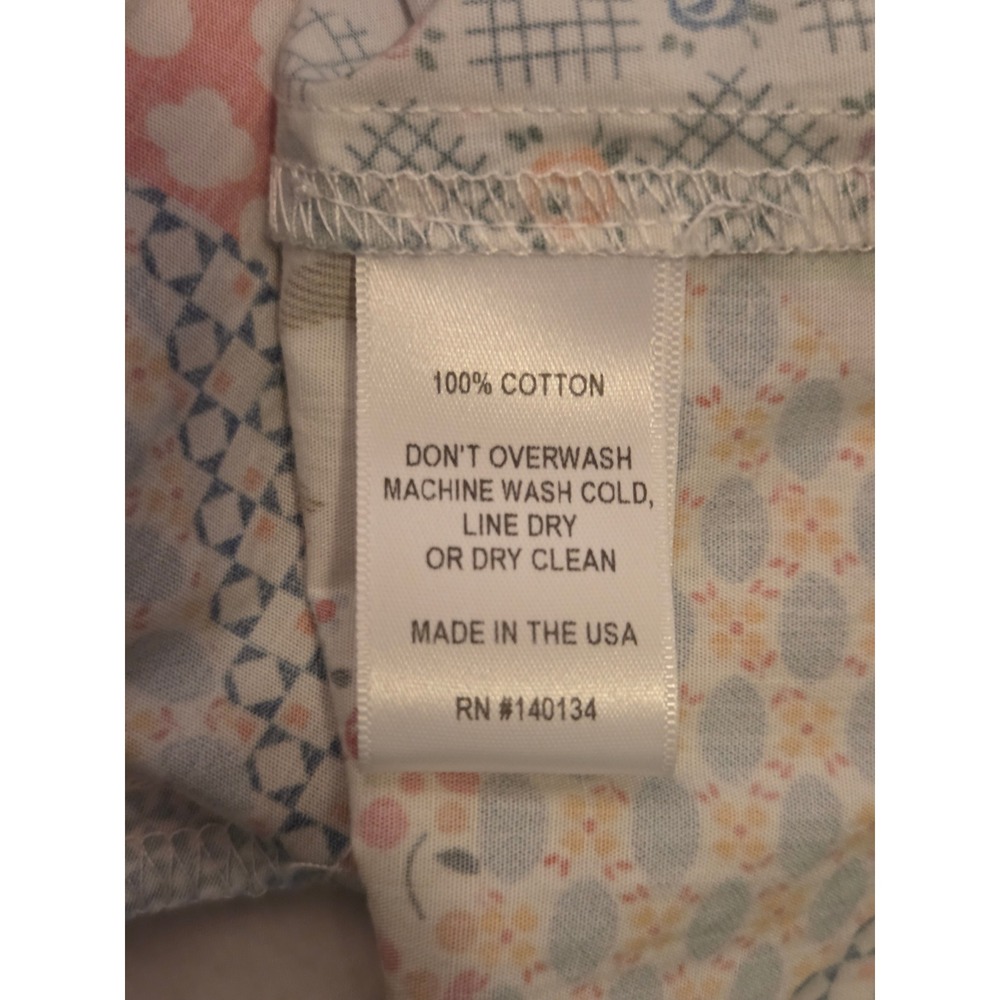 100% COTTON
DON'T OVERWASH
MACHINE WASH COLD,
LINE DRY
OR DRY CLEAN
MADE IN THE USA
RN #140134